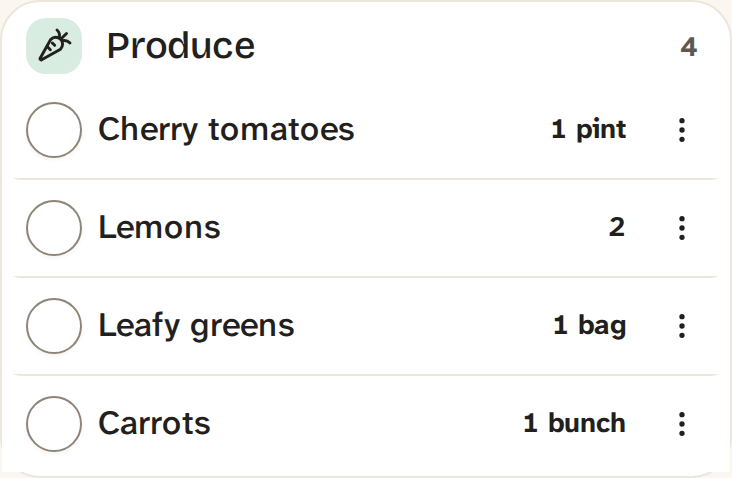 Produce 4
Cherry tomatoes 1 pint
Lemons 2
Leafy greens 1 bag
Carrots 1 bunch